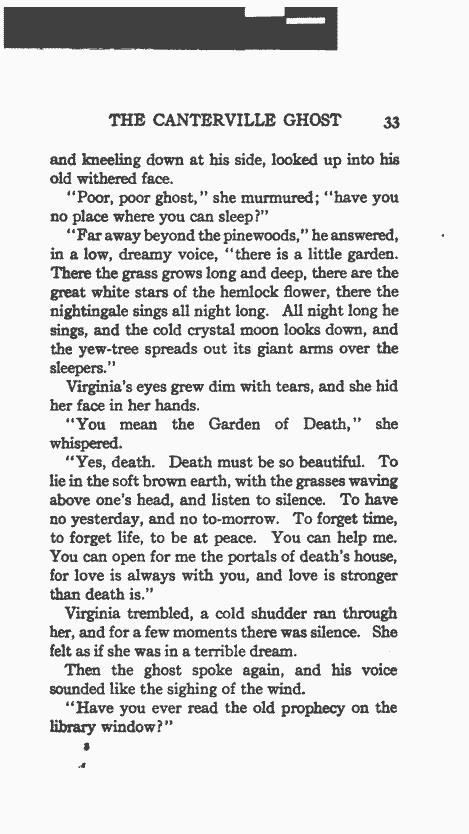 THE CANTERVILLE GHOST 33
and kneeling down at his side, looked up into his
old withered face.
"Poor, poor ghost," she murmured; "have you
no place where you can sleep?"
"Far away beyond the pinewoods," he answered,
in a low, dreamy voice, "there is a little garden.
There the grass grows long and deep, there are the
great white stars of the hemlock flower, there the
nightingale sings all night long. All night long he
sings, and the cold crystal moon looks down, and
the yew-tree spreads out its giant arms over the
sleepers."
Virginia's eyes grew dim with tears, and she hid
her face in her hands.
"You mean the Garden of Death," she
whispered.
"Yes, death. Death must be so beautiful. To
lie in the soft brown earth, with the grasses waving
above one's head, and listen to silence. To have
no yesterday, and no to-morrow. To forget time,
to forget life, to be at peace. You can help me.
You can open for me the portals of death's house,
for love is always with you, and love is stronger
than death is."
Virginia trembled, a cold shudder ran through
her, and for a few moments there was silence. She
felt as if she was in a terrible dream.
Then the ghost spoke again, and his voice
sounded like the sighing of the wind.
"Have you ever read the old prophecy on the
library window?"